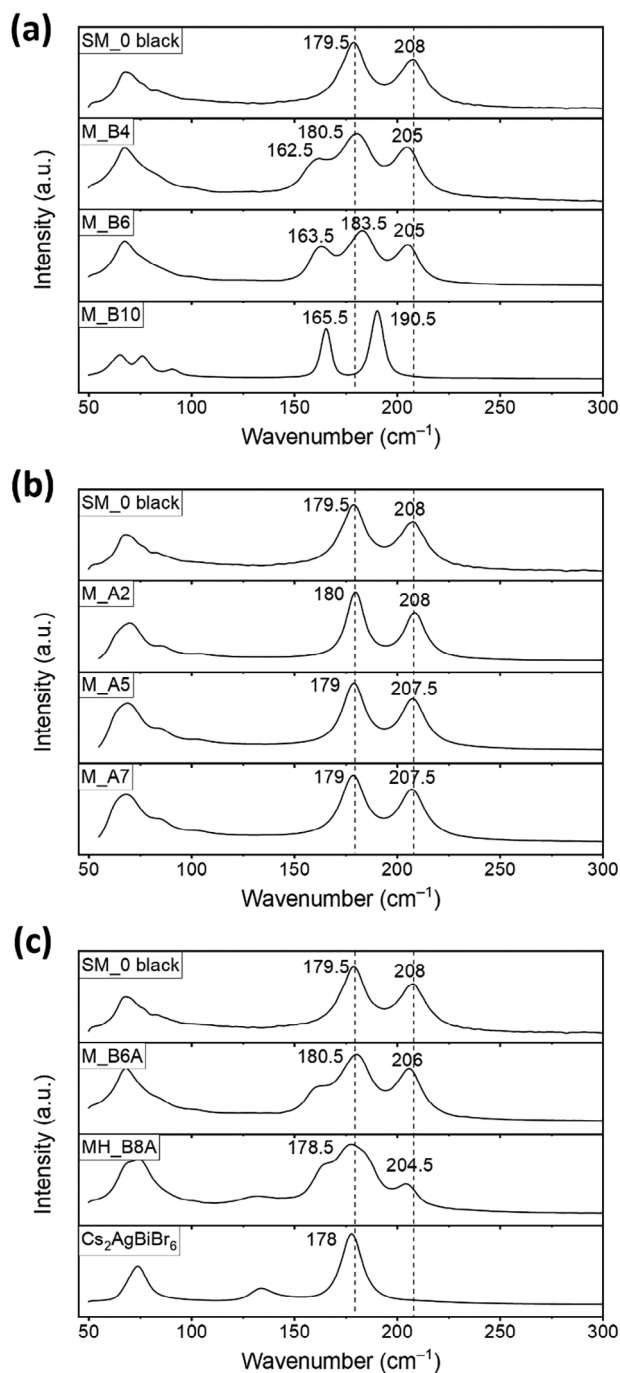 (a)
SM_0 black
179.5
208
M_B4
162.5
180.5
205
M_B6
163.5
183.5
205
M_B10
165.5
190.5
Intensity (a.u.)
50 100 150 200 250 300
Wavenumber (cm⁻¹)
(b)
SM_0 black
179.5
208
M_A2
180
208
M_A5
179
207.5
M_A7
179
207.5
Intensity (a.u.)
50 100 150 200 250 300
Wavenumber (cm⁻¹)
(c)
SM_0 black
179.5
208
M_B6A
180.5
206
MH_B8A
178.5
204.5
Cs₂AgBiBr₆
178
Intensity (a.u.)
50 100 150 200 250 300
Wavenumber (cm⁻¹)